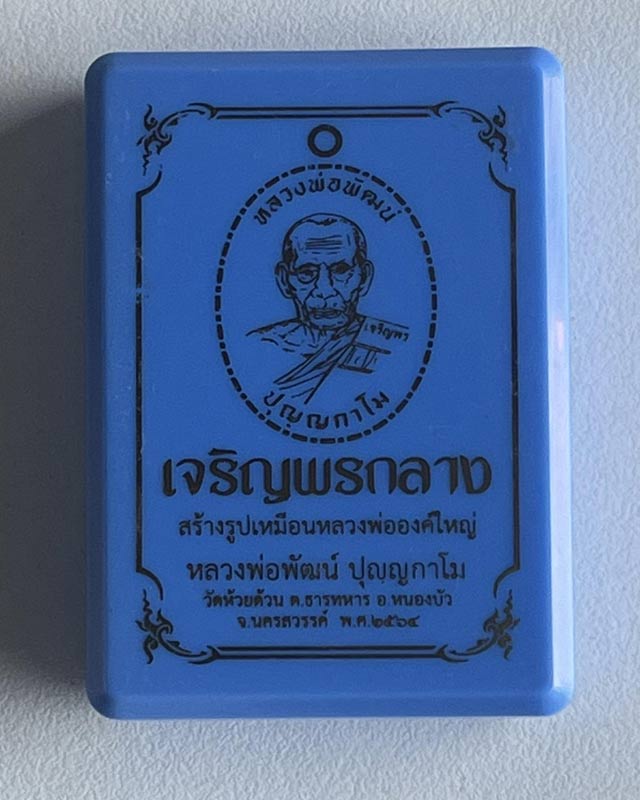 หลวงพ่อพัฒน์
เจริญพร
ปุญฺญกาโม
เจริญพรกลาง
สร้างรูปเหมือนหลวงพ่อองค์ใหญ่
หลวงพ่อพัฒน์ ปุญฺญกาโม
วัดห้วยด้วน ต.ธารทหาร อ.หนองบัว
จ.นครสวรรค์ พ.ศ.๒๕๖๔